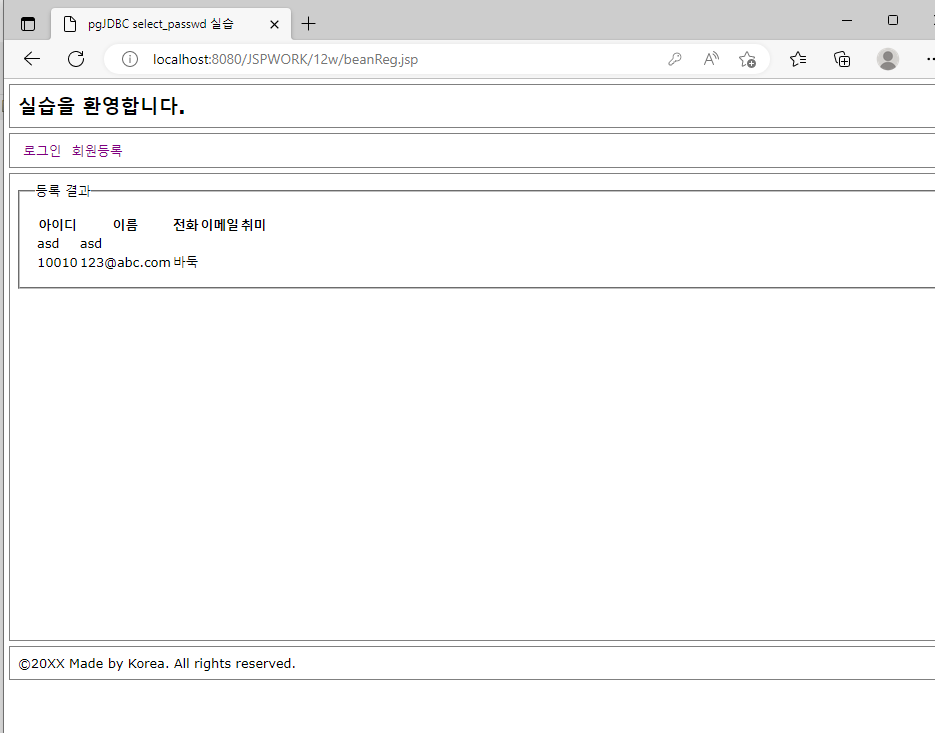 pgJDBC select_passwd 실습
localhost:8080/JSPWORK/12w/beanReg.jsp
실습을 환영합니다.
로그인 회원등록
등록 결과
아이디 이름 전화 이메일 취미
asd asd
10010 123@abc.com 바둑
©20XX Made by Korea. All rights reserved.